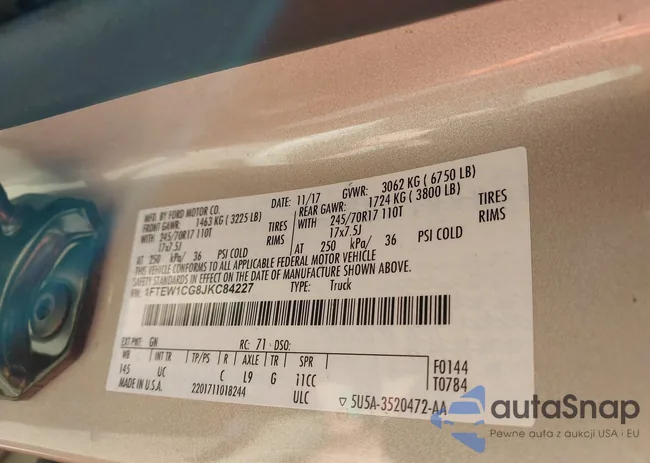 MFD. BY FORD MOTOR CO.
DATE: 11/17 GVWR: 3062 KG ( 6750 LB)
FRONT GAWR: 1463 KG ( 3225 LB)
REAR GAWR: 1724 KG ( 3800 LB)
WITH 245/70R17 110T TIRES
WITH 245/70R17 110T TIRES
17x7.5J RIMS
17x7.5J RIMS
AT 250 kPa/ 36 PSI COLD
AT 250 kPa/ 36 PSI COLD
THIS VEHICLE CONFORMS TO ALL APPLICABLE FEDERAL MOTOR VEHICLE
SAFETY STANDARDS IN EFFECT ON THE DATE OF MANUFACTURE SHOWN ABOVE.
VIN: 1FTEW1CG8JKC84227 TYPE: Truck
EXT PNT: GN RC: 71 DSO:
WB INT TR TP/PS R AXLE TR SPR F0144
145 UC C L9 G 11CC T0784
MADE IN U.S.A. 2201711018244 ULC ▽ 5U5A-3520472-AA
autaSnap
Pewne auta z aukcji USA i EU